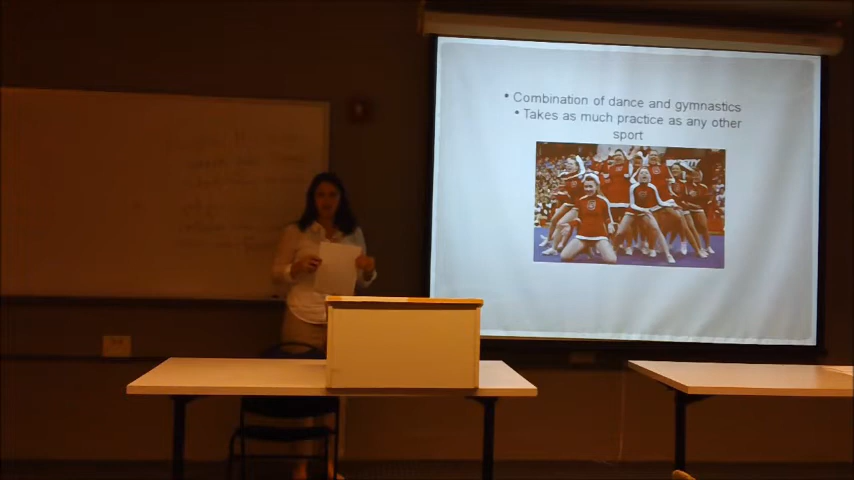 • Combination of dance and gymnastics
• Takes as much practice as any other
sport